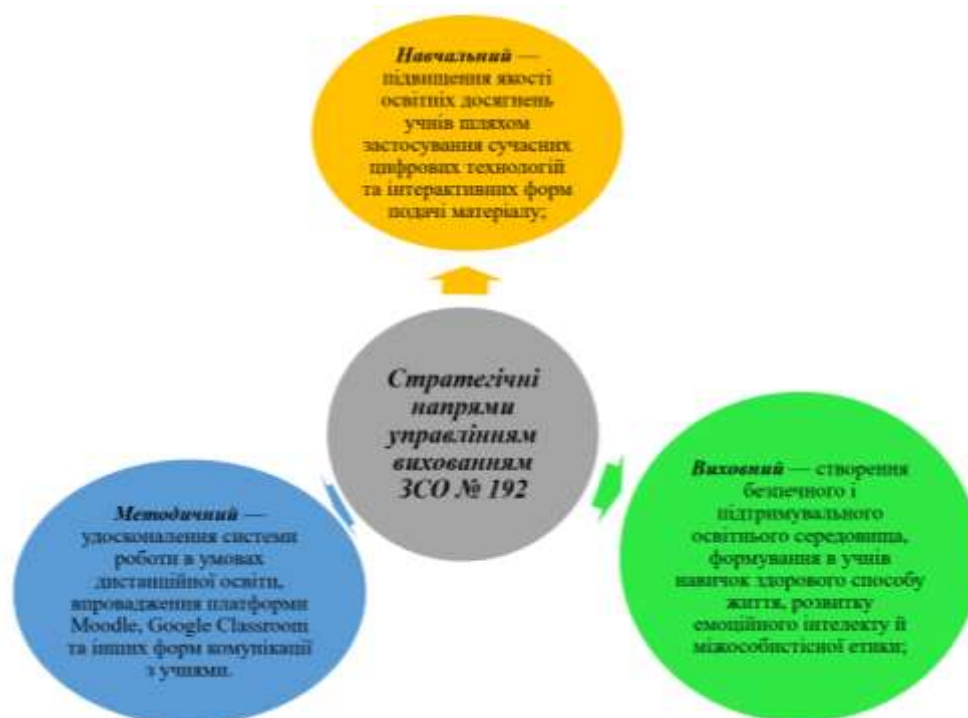 Навчальний —
підвищення якості
освітніх досягнень
учнів шляхом
застосування сучасних
цифрових технологій
та інтерактивних форм
подачі матеріалу;
Стратегічні
напрями
управлінням
вихованням
ЗСО № 192
Методичний —
удосконалення системи
роботи в умовах
дистанційної освіти,
впровадження платформи
Moodle, Google Classroom
та інших форм комунікації
з учнями.
Виховний — створення
безпечного і
підтримувального
освітнього середовища,
формування в учнів
навичок здорового способу
життя, розвитку
емоційного інтелекту й
міжособистісної етики;